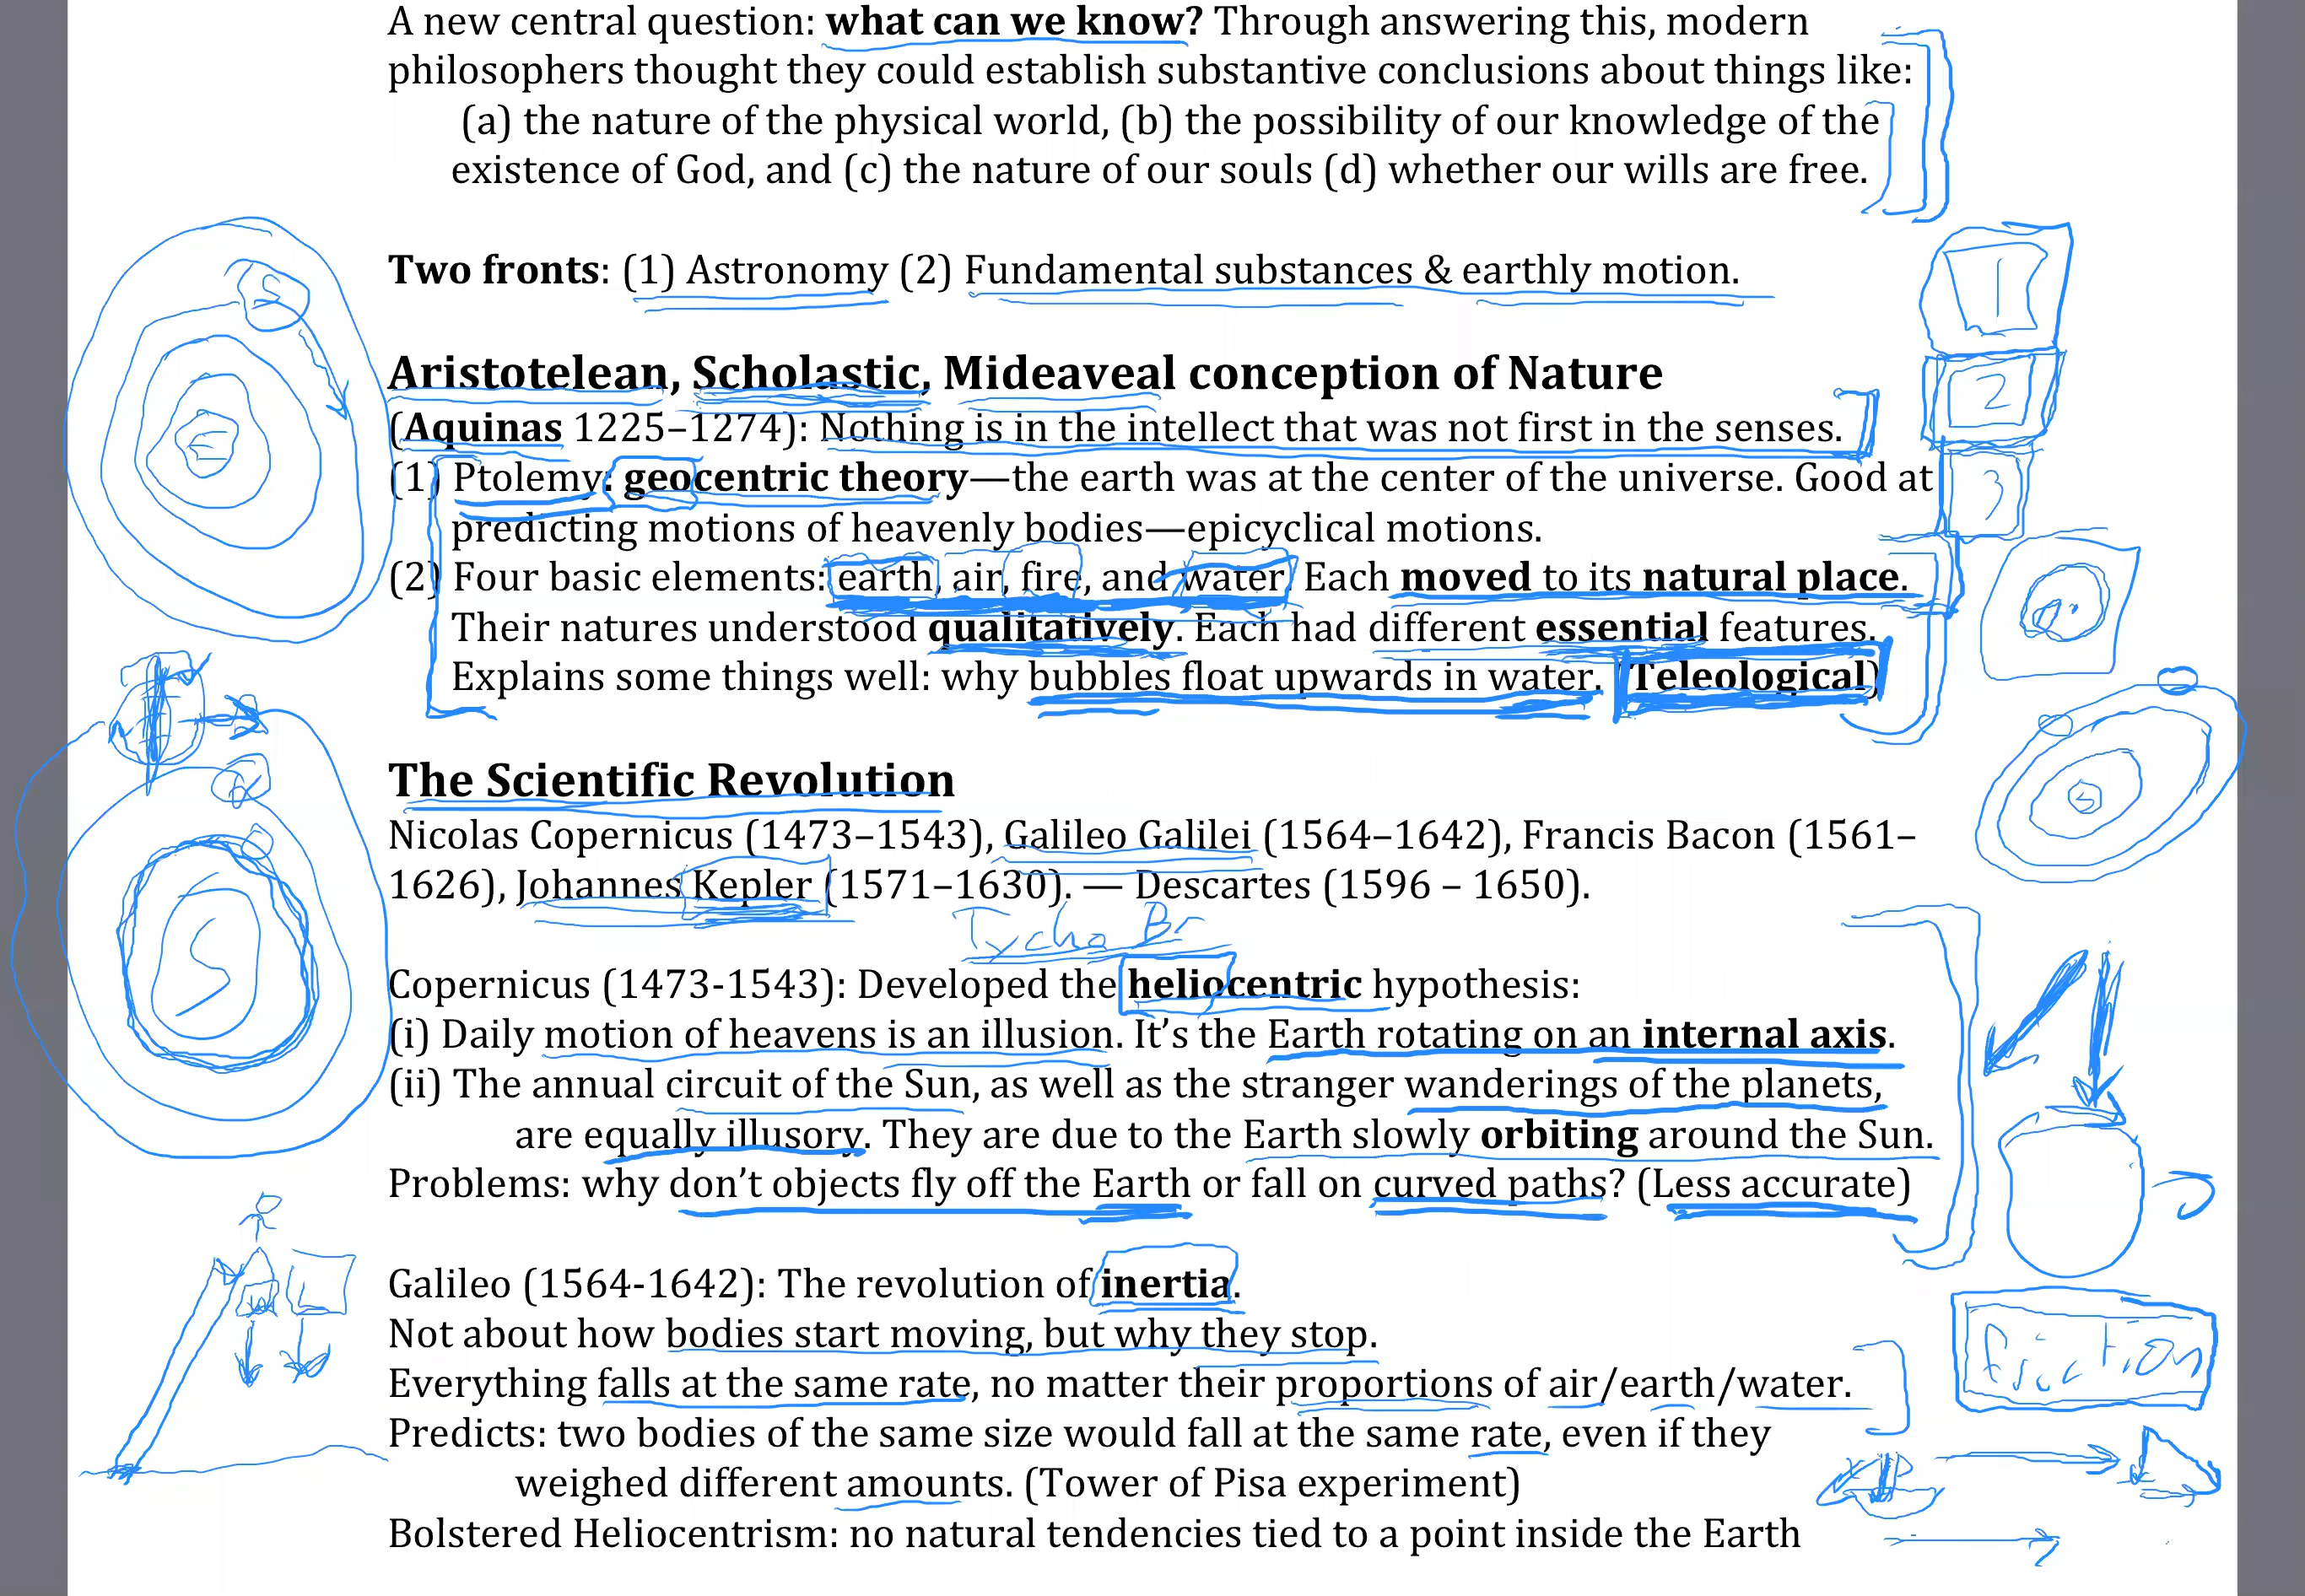 A new central question: what can we know? Through answering this, modern
philosophers thought they could establish substantive conclusions about things like:
(a) the nature of the physical world, (b) the possibility of our knowledge of the
existence of God, and (c) the nature of our souls (d) whether our wills are free.
Two fronts: (1) Astronomy (2) Fundamental substances & earthly motion.
S
1
Aristotelean, Scholastic, Mideaveal conception of Nature
2
(Aquinas 1225–1274): Nothing is in the intellect that was not first in the senses.
E
(1) Ptolemy: geocentric theory—the earth was at the center of the universe. Good at
3
predicting motions of heavenly bodies—epicyclical motions.
(2) Four basic elements: earth, air, fire, and water. Each moved to its natural place.
Their natures understood qualitatively. Each had different essential features.
Explains some things well: why bubbles float upwards in water. (Teleological)
The Scientific Revolution
S
Nicolas Copernicus (1473–1543), Galileo Galilei (1564–1642), Francis Bacon (1561–
1626), Johannes Kepler (1571–1630). — Descartes (1596 – 1650).
Tycho Br
S
Copernicus (1473-1543): Developed the heliocentric hypothesis:
(i) Daily motion of heavens is an illusion. It's the Earth rotating on an internal axis.
(ii) The annual circuit of the Sun, as well as the stranger wanderings of the planets,
are equally illusory. They are due to the Earth slowly orbiting around the Sun.
Problems: why don't objects fly off the Earth or fall on curved paths? (Less accurate)
Galileo (1564-1642): The revolution of inertia.
Not about how bodies start moving, but why they stop.
friction
Everything falls at the same rate, no matter their proportions of air/earth/water.
Predicts: two bodies of the same size would fall at the same rate, even if they
weighed different amounts. (Tower of Pisa experiment)
Bolstered Heliocentrism: no natural tendencies tied to a point inside the Earth